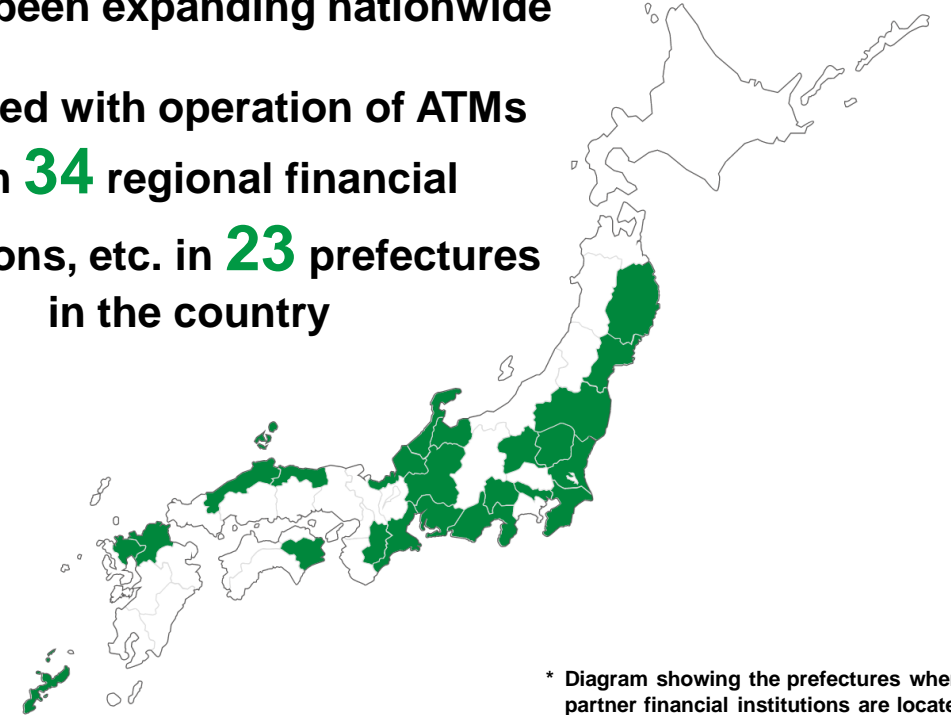 been expanding nationwide
ed with operation of ATMs
34 regional financial
ons, etc. in 23 prefectures
in the country
* Diagram showing the prefectures whe
partner financial institutions are locat